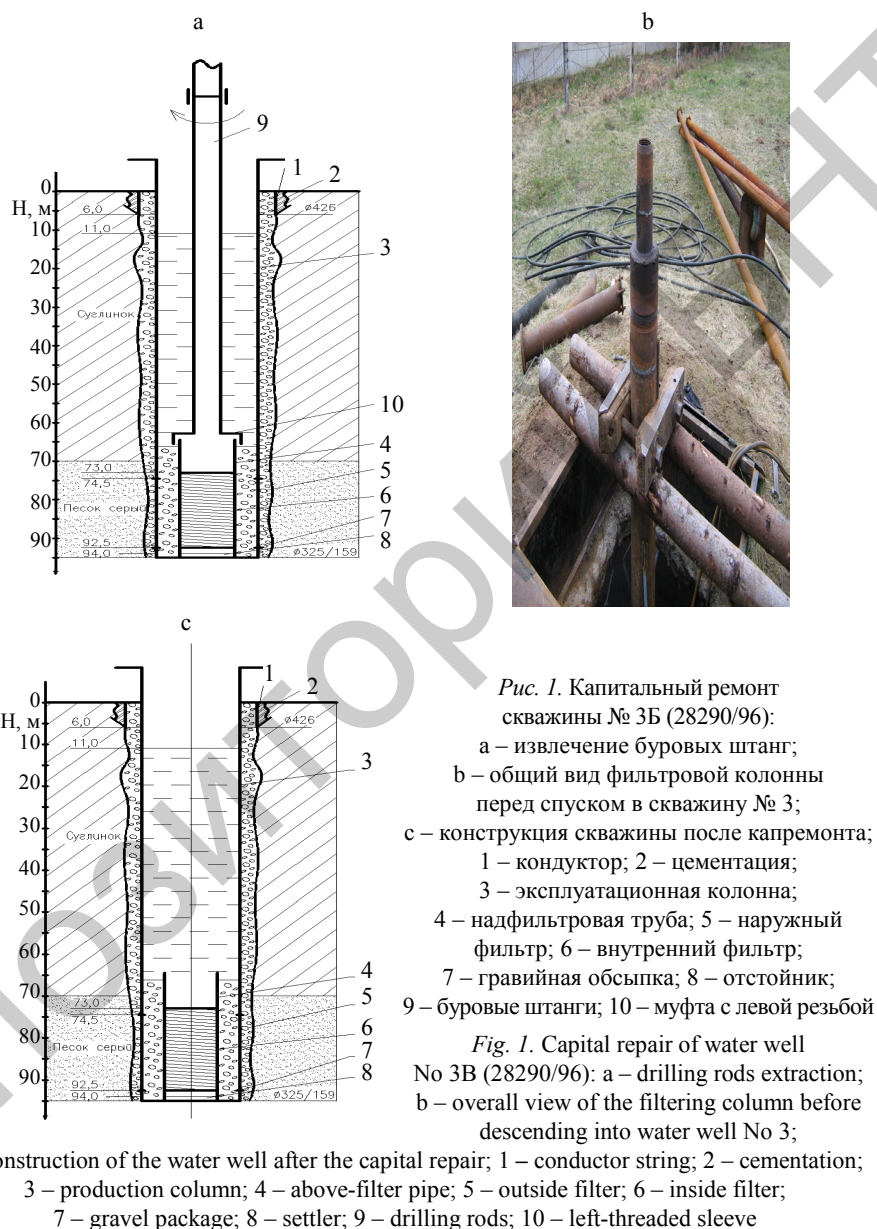 a
b
9
1
2
0
Н, м
6,0
ø426
10
11,0
3
20
30
Суглинок
40
50
60
10
4
70
73,0
5
74,5
80
6
Песок серый
7
90
92,5
8
94,0
ø325/159
c
1
2
0
Н, м
6,0
ø426
10
11,0
3
20
30
Суглинок
40
50
60
4
70
73,0
5
74,5
80
6
Песок серый
7
90
92,5
8
94,0
ø325/159
Рис. 1. Капитальный ремонт
скважины № 3Б (28290/96):
а – извлечение буровых штанг;
b – общий вид фильтровой колонны
перед спуском в скважину № 3;
с – конструкция скважины после капремонта;
1 – кондуктор; 2 – цементация;
3 – эксплуатационная колонна;
4 – надфильтровая труба; 5 – наружный
фильтр; 6 – внутренний фильтр;
7 – гравийная обсыпка; 8 – отстойник;
9 – буровые штанги; 10 – муфта с левой резьбой
Fig. 1. Capital repair of water well
No 3B (28290/96): a – drilling rods extraction;
b – overall view of the filtering column before
descending into water well No 3;
onstruction of the water well after the capital repair; 1 – conductor string; 2 – cementation;
3 – production column; 4 – above-filter pipe; 5 – outside filter; 6 – inside filter;
7 – gravel package; 8 – settler; 9 – drilling rods; 10 – left-threaded sleeve